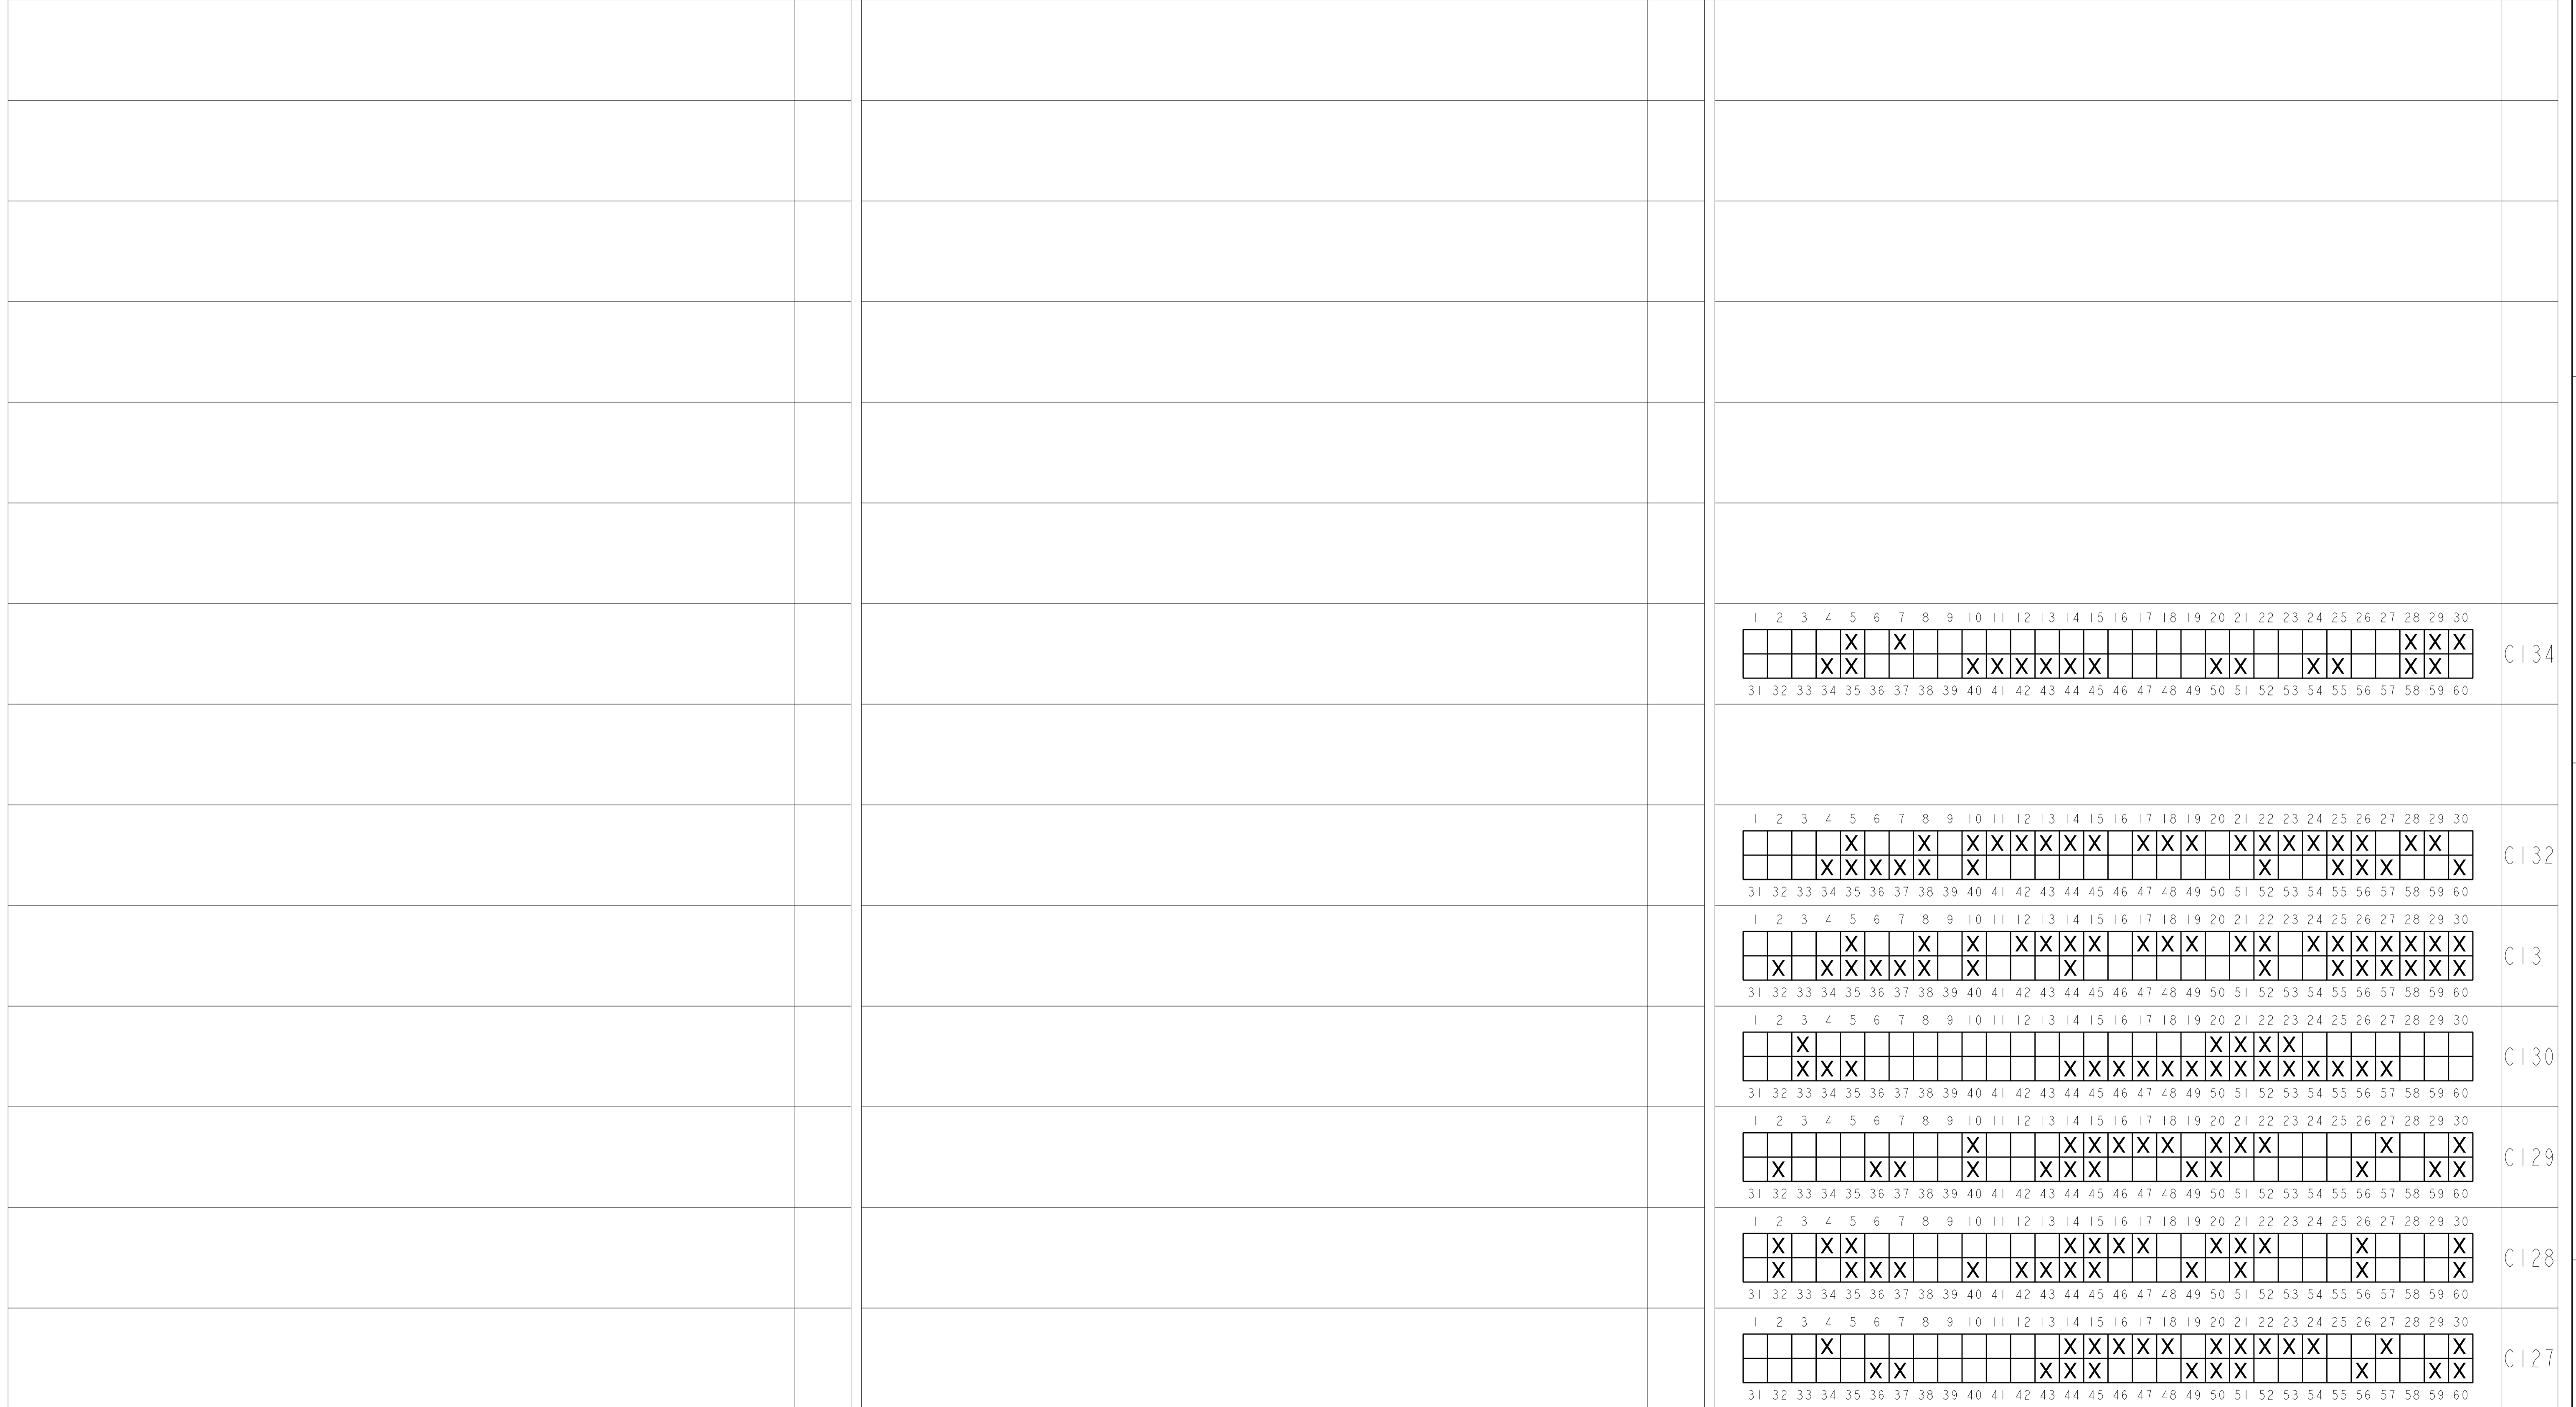 1 2 3 4 5 6 7 8 9 10 11 12 13 14 15 16 17 18 19 20 21 22 23 24 25 26 27 28 29 30
X X X X X
X X X X X X X X X X X X X X
C134
31 32 33 34 35 36 37 38 39 40 41 42 43 44 45 46 47 48 49 50 51 52 53 54 55 56 57 58 59 60
1 2 3 4 5 6 7 8 9 10 11 12 13 14 15 16 17 18 19 20 21 22 23 24 25 26 27 28 29 30
X X X X X X X X X X X X X X X X X X X
X X X X X X X X X X X
C132
31 32 33 34 35 36 37 38 39 40 41 42 43 44 45 46 47 48 49 50 51 52 53 54 55 56 57 58 59 60
1 2 3 4 5 6 7 8 9 10 11 12 13 14 15 16 17 18 19 20 21 22 23 24 25 26 27 28 29 30
X X X X X X X X X X X X X X X X X X X
X X X X X X X X X X X X X X X
C131
31 32 33 34 35 36 37 38 39 40 41 42 43 44 45 46 47 48 49 50 51 52 53 54 55 56 57 58 59 60
1 2 3 4 5 6 7 8 9 10 11 12 13 14 15 16 17 18 19 20 21 22 23 24 25 26 27 28 29 30
X X X X X
X X X X X X X X X X X X X X X X X
C130
31 32 33 34 35 36 37 38 39 40 41 42 43 44 45 46 47 48 49 50 51 52 53 54 55 56 57 58 59 60
1 2 3 4 5 6 7 8 9 10 11 12 13 14 15 16 17 18 19 20 21 22 23 24 25 26 27 28 29 30
X X X X X X X X X X X
X X X X X X X X X X X X
C129
31 32 33 34 35 36 37 38 39 40 41 42 43 44 45 46 47 48 49 50 51 52 53 54 55 56 57 58 59 60
1 2 3 4 5 6 7 8 9 10 11 12 13 14 15 16 17 18 19 20 21 22 23 24 25 26 27 28 29 30
X X X X X X X X X X X X
X X X X X X X X X X X X X
C128
31 32 33 34 35 36 37 38 39 40 41 42 43 44 45 46 47 48 49 50 51 52 53 54 55 56 57 58 59 60
1 2 3 4 5 6 7 8 9 10 11 12 13 14 15 16 17 18 19 20 21 22 23 24 25 26 27 28 29 30
X X X X X X X X X X X X X
X X X X X X X X X X X
C127
31 32 33 34 35 36 37 38 39 40 41 42 43 44 45 46 47 48 49 50 51 52 53 54 55 56 57 58 59 60